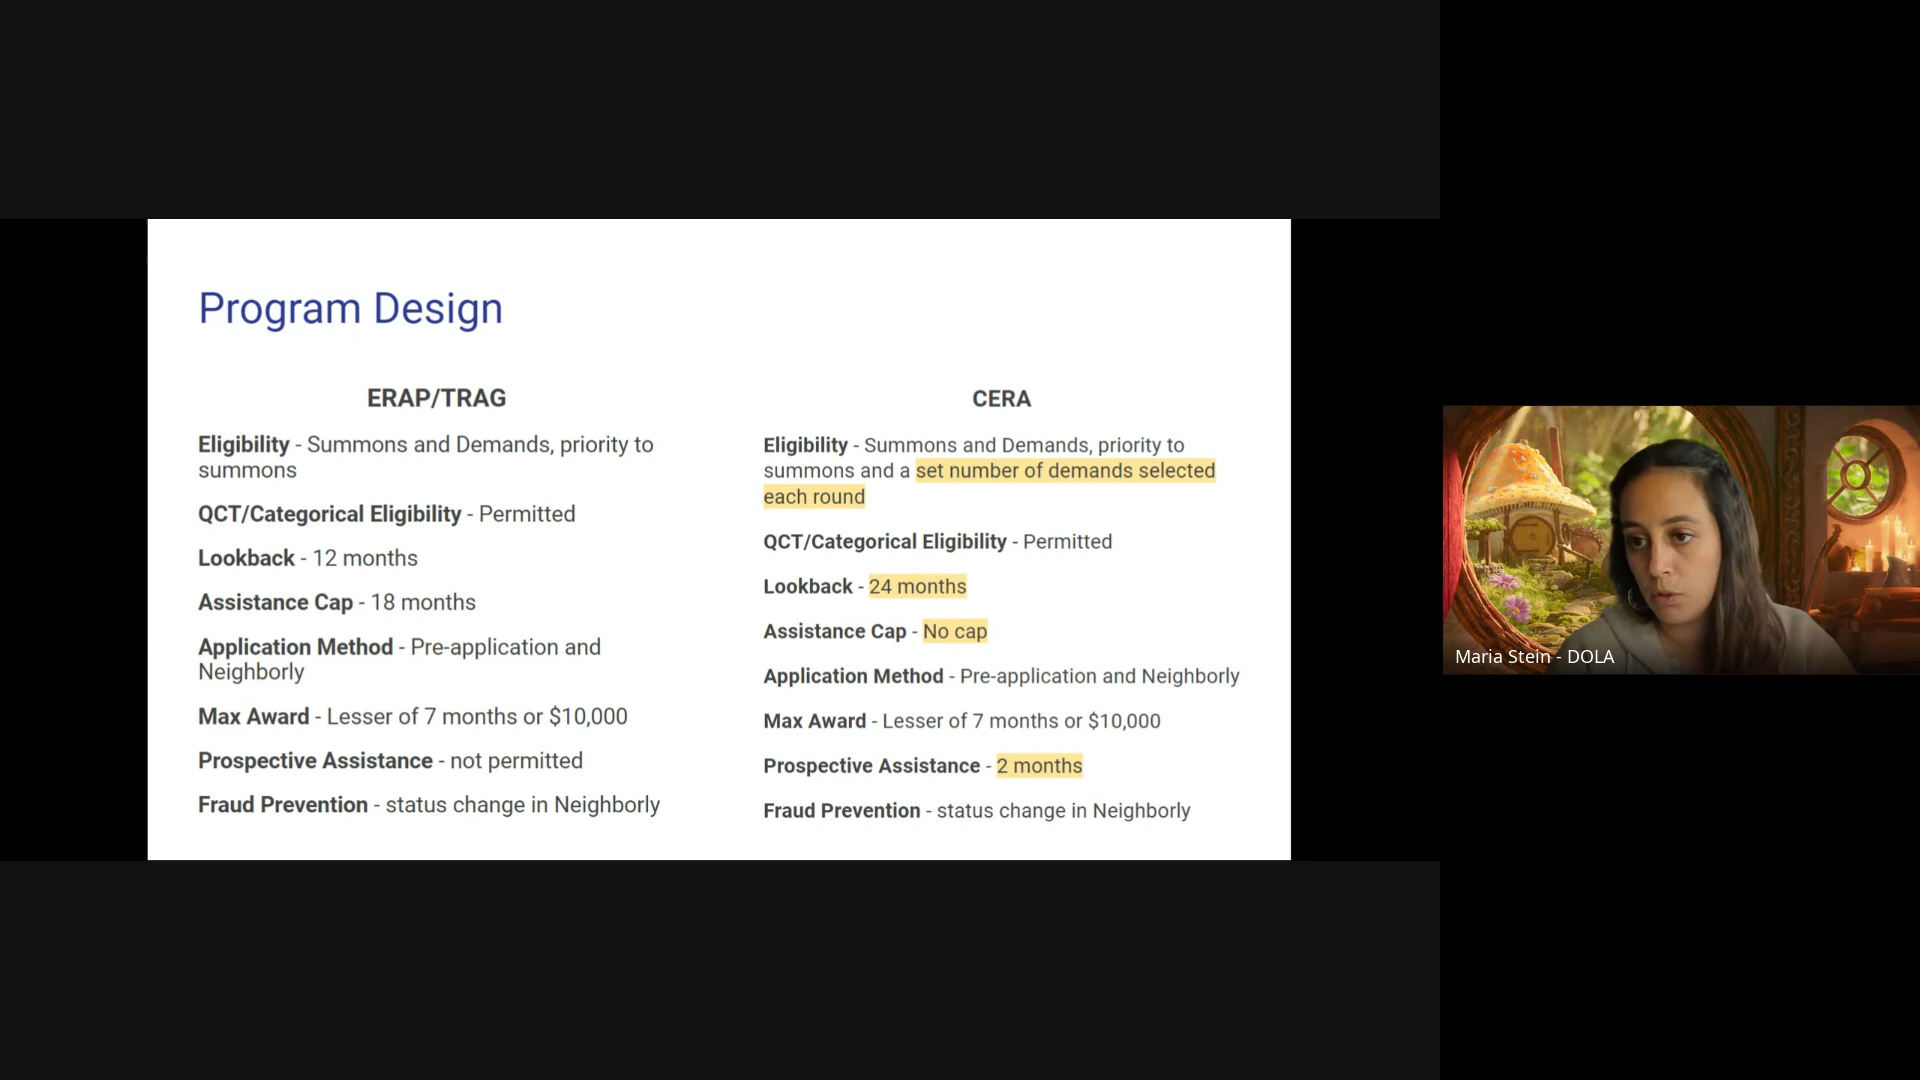 Program Design
ERAP/TRAG
Eligibility - Summons and Demands, priority to
summons
QCT/Categorical Eligibility - Permitted
Lookback - 12 months
Assistance Cap - 18 months
Application Method - Pre-application and
Neighborly
Max Award - Lesser of 7 months or $10,000
Prospective Assistance - not permitted
Fraud Prevention - status change in Neighborly
CERA
Eligibility - Summons and Demands, priority to
summons and a set number of demands selected
each round
QCT/Categorical Eligibility - Permitted
Lookback - 24 months
Assistance Cap - No cap
Application Method - Pre-application and Neighborly
Max Award - Lesser of 7 months or $10,000
Prospective Assistance - 2 months
Fraud Prevention - status change in Neighborly
Maria Stein - DOLA